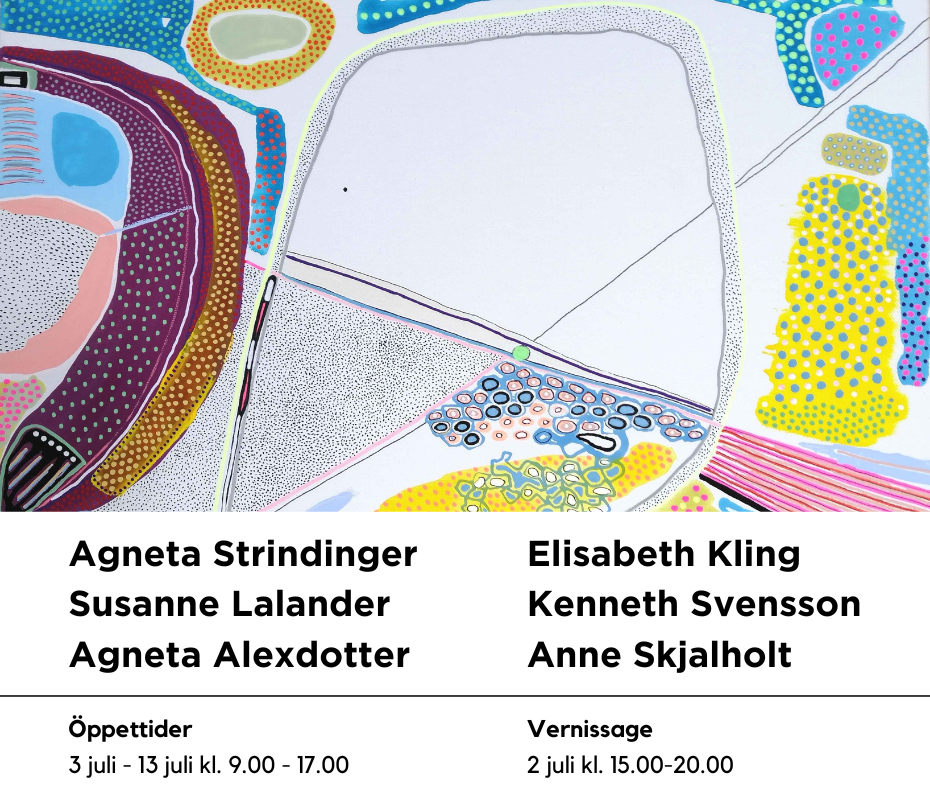 Agneta Strindinger
Susanne Lalander
Agneta Alexdotter
Elisabeth Kling
Kenneth Svensson
Anne Skjalholt
Öppettider
3 juli - 13 juli kl. 9.00 - 17.00
Vernissage
2 juli kl. 15.00-20.00